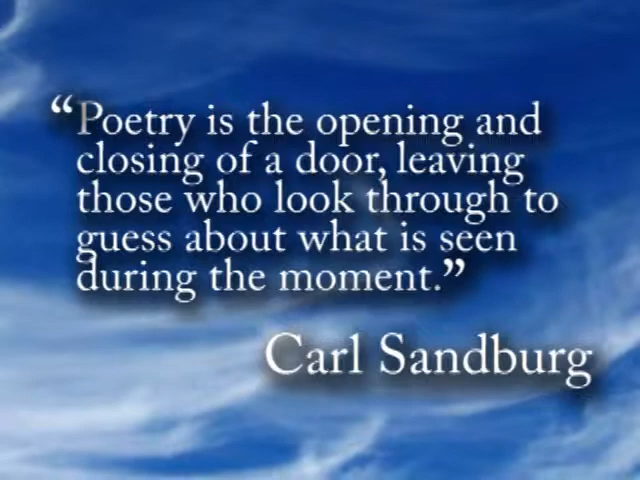 “Poetry is the opening and
closing of a door, leaving
those who look through to
guess about what is seen
during the moment.”
Carl Sandburg